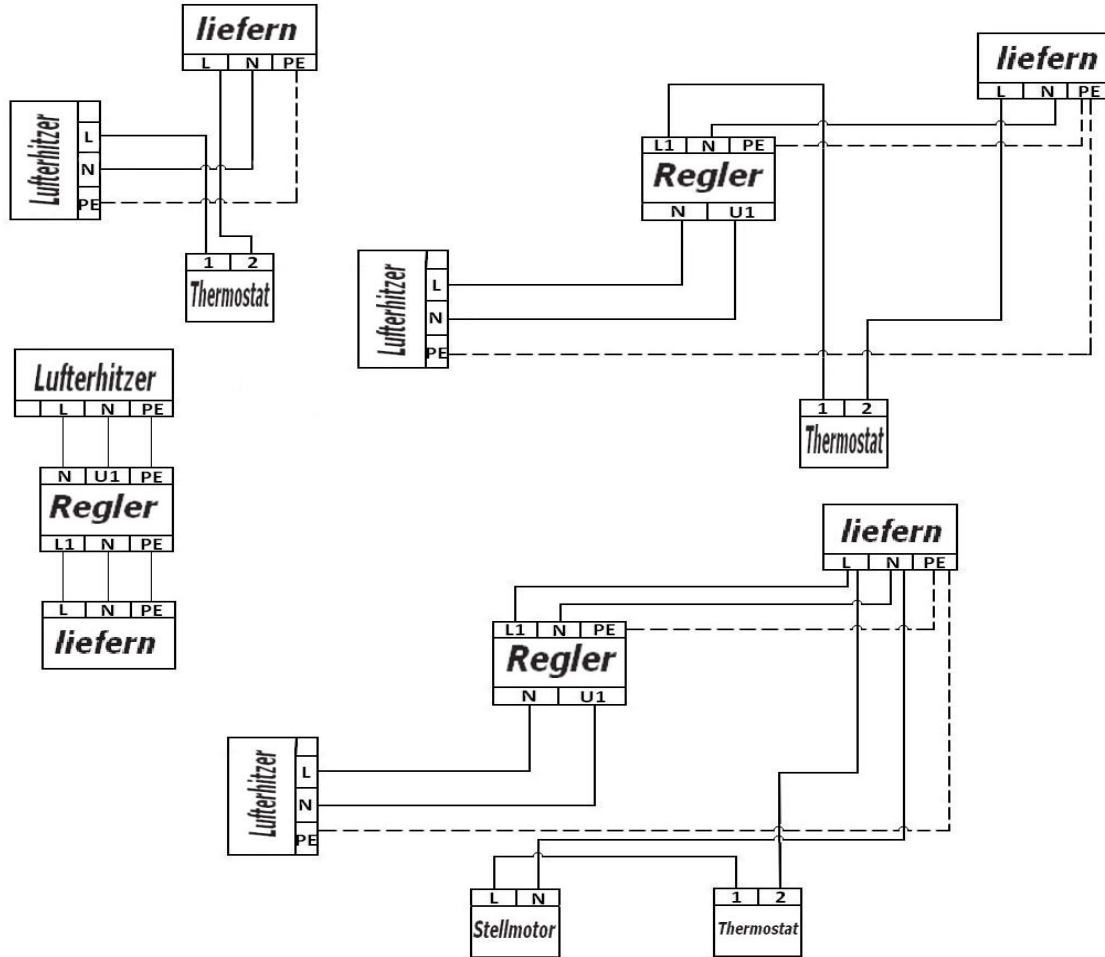 liefern
L N PE
Lufterhitzer
L
N
PE
1 2
Thermostat
liefern
L N PE
L1 N PE
Regler
N U1
Lufterhitzer
L
N
PE
1 2
Thermostat
Lufterhitzer
L N PE
N U1 PE
Regler
L1 N PE
L N PE
liefern
liefern
L N PE
L1 N PE
Regler
N U1
Lufterhitzer
L
N
PE
L N
Stellmotor
1 2
Thermostat